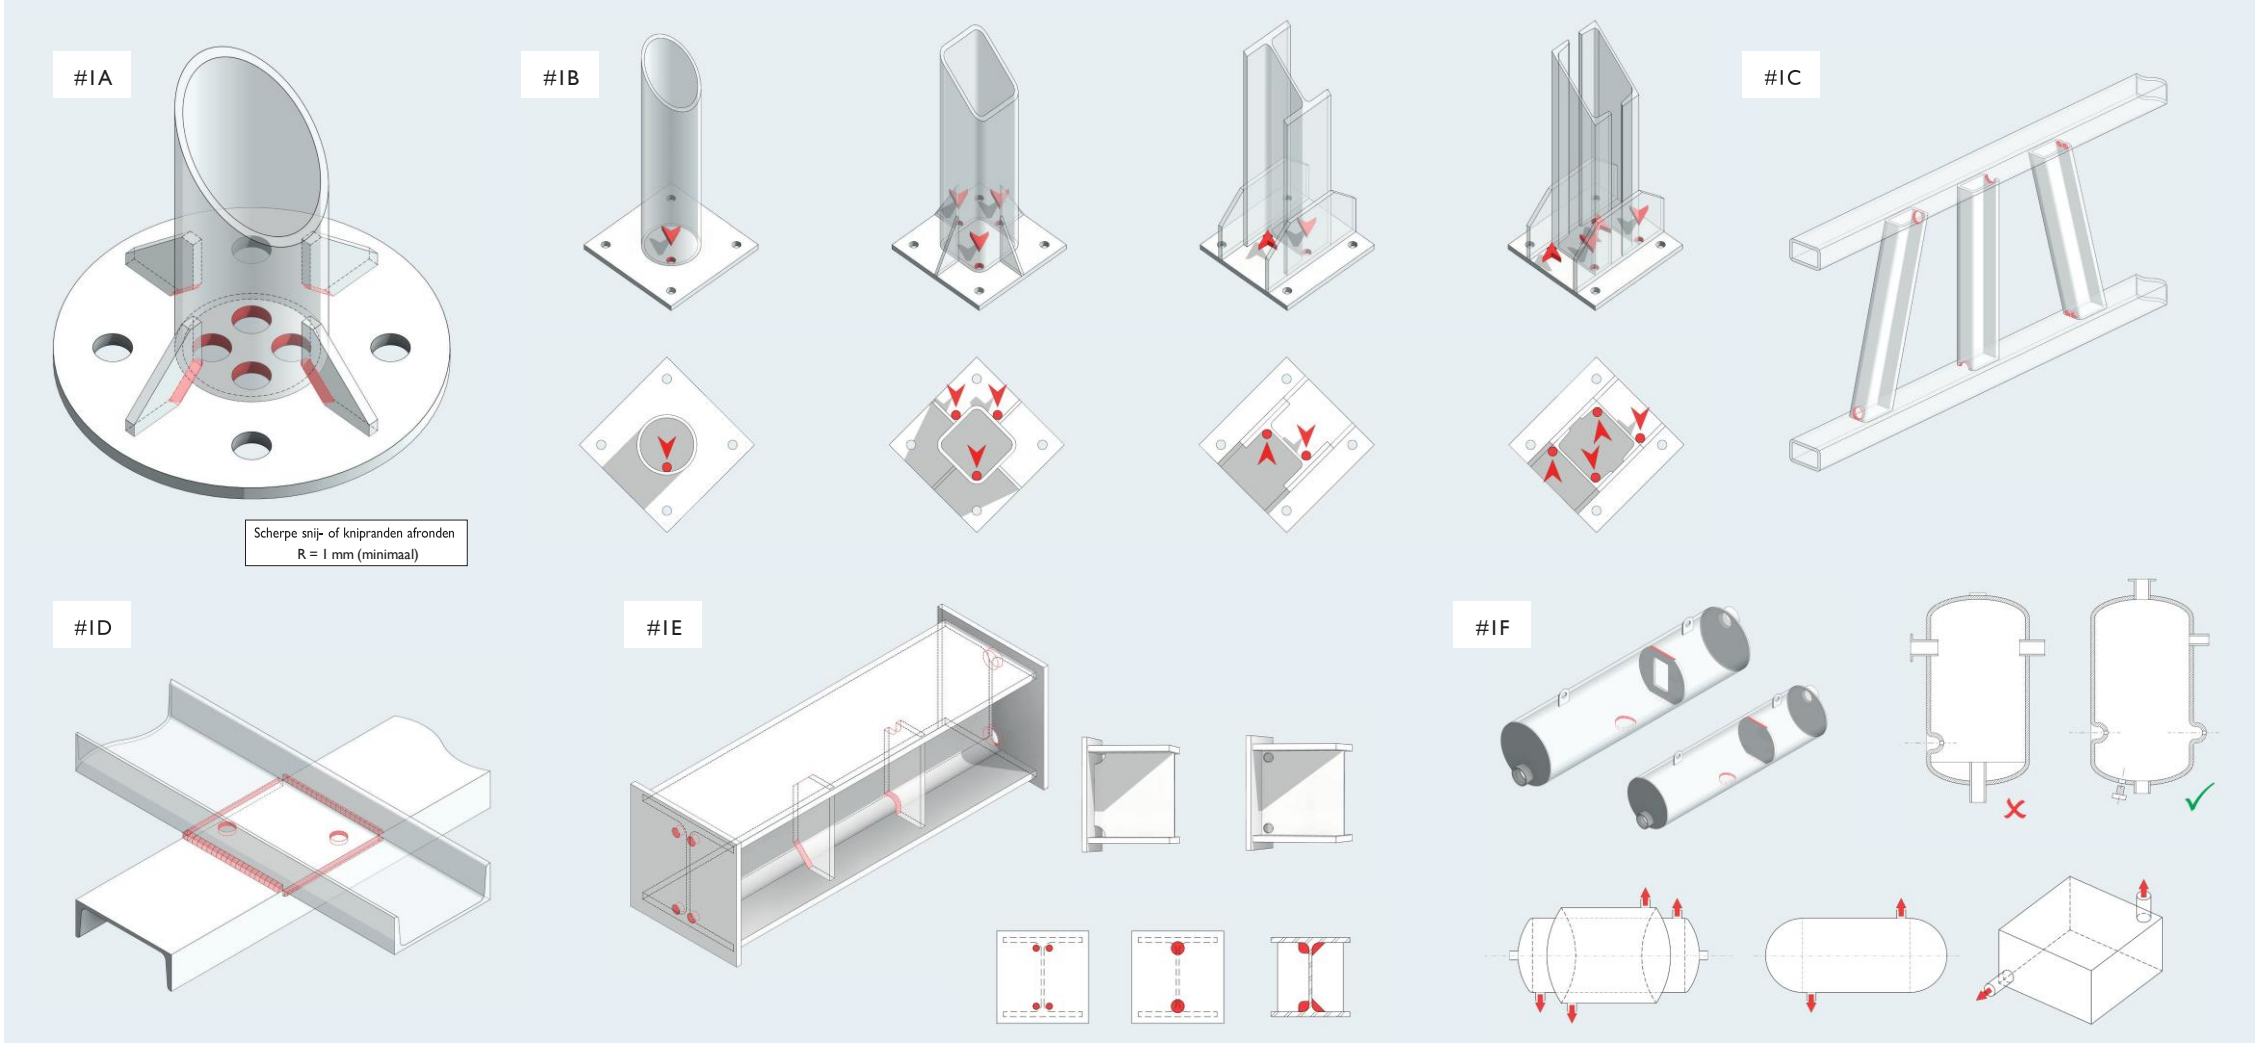 #1A
#1B
#1C
Scherpe snij- of knipranden afronden
R = 1 mm (minimaal)
#1D
#1E
#1F